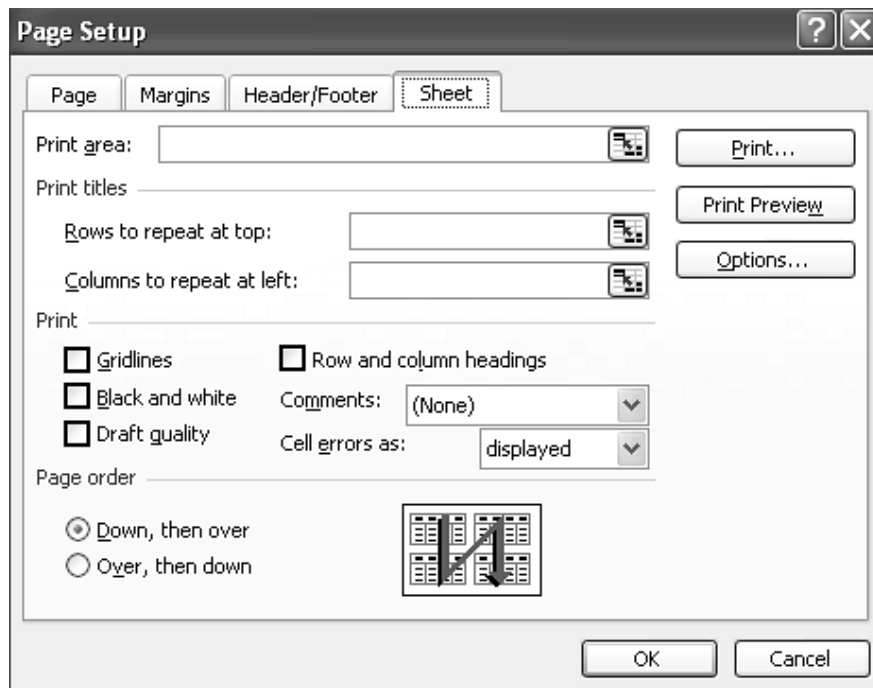 Page Setup
Page Margins Header/Footer Sheet
Print area:
Print...
Print titles
Print Preview
Rows to repeat at top:
Options...
Columns to repeat at left:
Print
Gridlines Row and column headings
Black and white Comments: (None)
Draft quality Cell errors as: displayed
Page order
Down, then over
Over, then down
OK Cancel